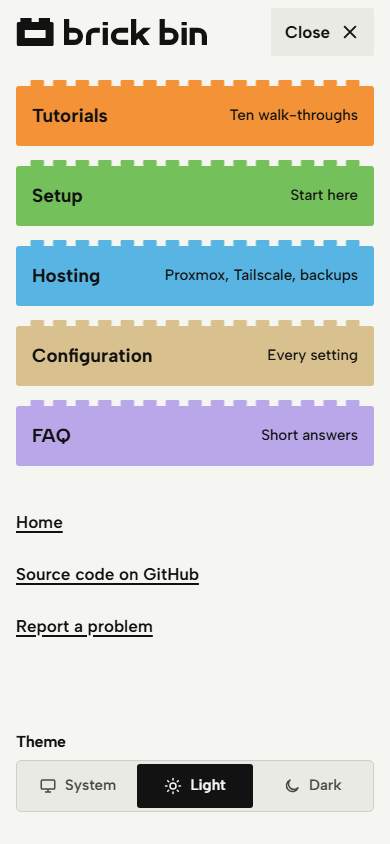 brick bin
Close
Tutorials Ten walk-throughs
Setup Start here
Hosting Proxmox, Tailscale, backups
Configuration Every setting
FAQ Short answers
Home
Source code on GitHub
Report a problem
Theme
System Light Dark